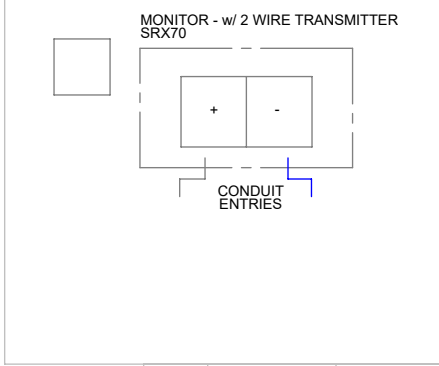 MONITOR - w/ 2 WIRE TRANSMITTER
SRX70
+ -
CONDUIT
ENTRIES